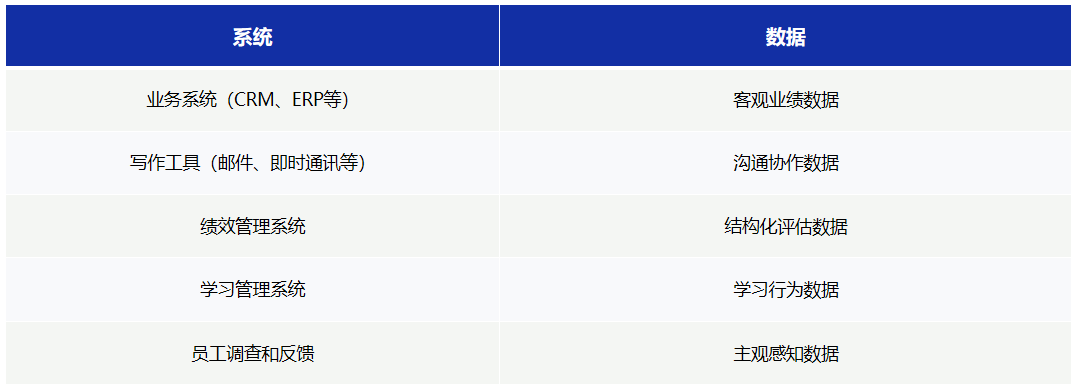 系统 数据
业务系统（CRM、ERP等） 客观业绩数据
写作工具（邮件、即时通讯等） 沟通协作数据
绩效管理系统 结构化评估数据
学习管理系统 学习行为数据
员工调查和反馈 主观感知数据